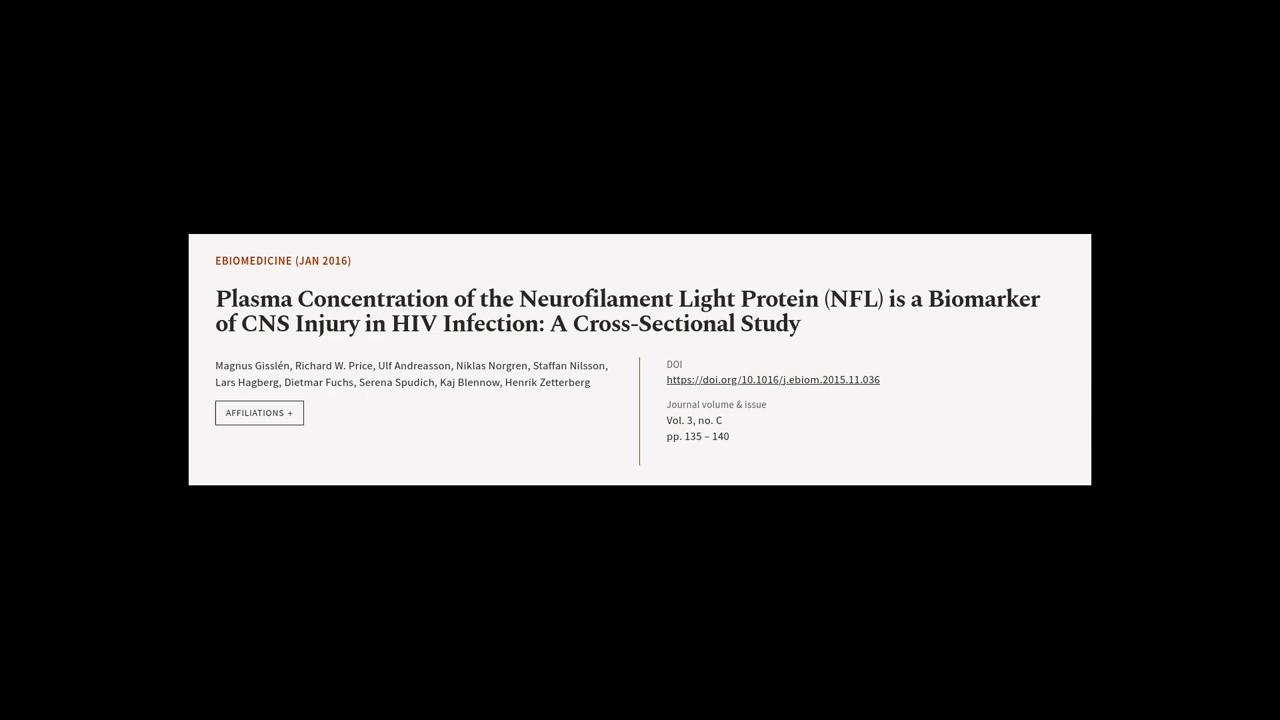 EBIOMEDICINE (JAN 2016)
Plasma Concentration of the Neurofilament Light Protein (NFL) is a Biomarker
of CNS Injury in HIV Infection: A Cross-Sectional Study
Magnus Gisslén, Richard W. Price, Ulf Andreasson, Niklas Norgren, Staffan Nilsson,
Lars Hagberg, Dietmar Fuchs, Serena Spudich, Kaj Blennow, Henrik Zetterberg
AFFILIATIONS +
DOI
https://doi.org/10.1016/j.ebiom.2015.11.036
Journal volume & issue
Vol. 3, no. C
pp. 135 – 140